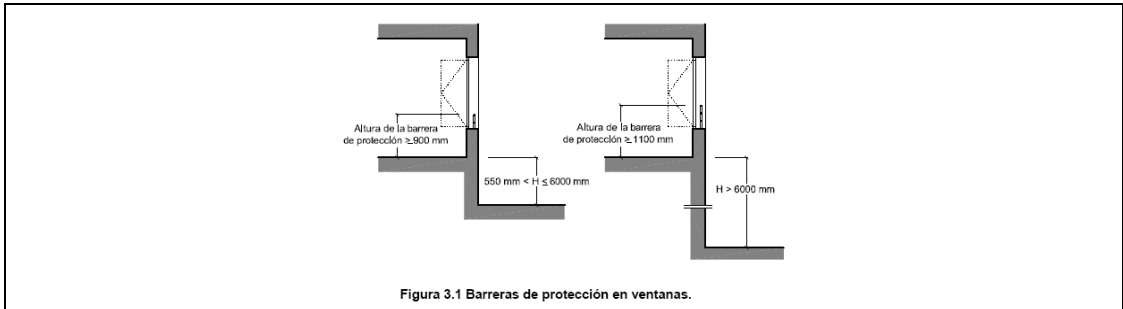 Altura de la barrera
de protección ≥900 mm
550 mm < H ≤ 6000 mm
Altura de la barrera
de protección ≥ 1100 mm
H > 6000 mm
Figura 3.1 Barreras de protección en ventanas.